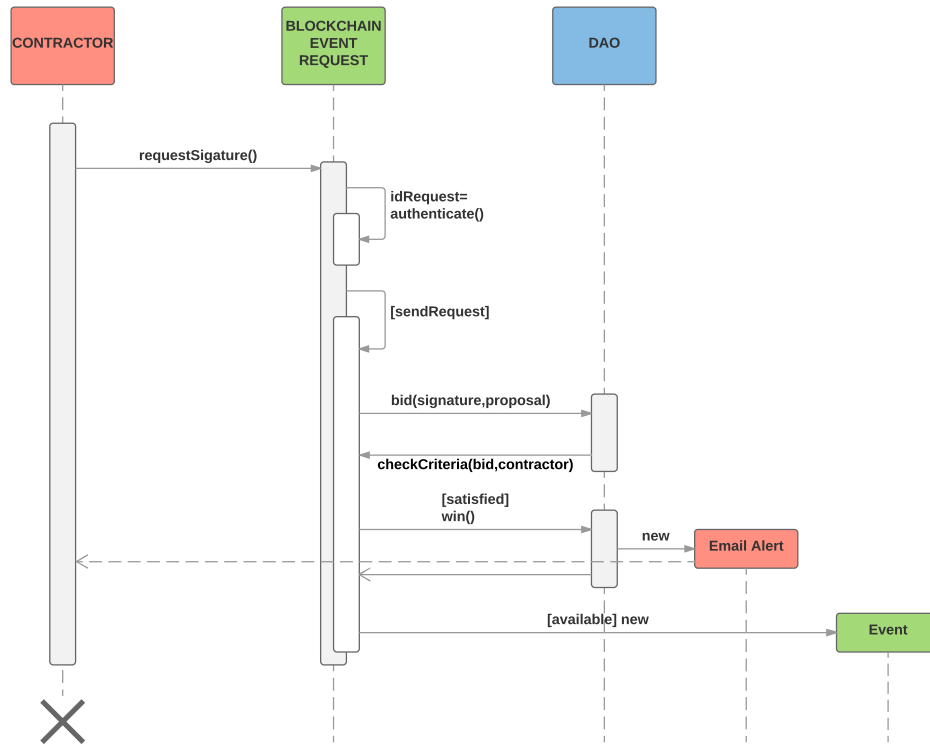 CONTRACTOR
BLOCKCHAIN
EVENT
REQUEST
DAO
requestSigature()
idRequest=
authenticate()
[sendRequest]
bid(signature,proposal)
checkCriteria(bid,contractor)
[satisfied]
win()
new
Email Alert
[available] new
Event